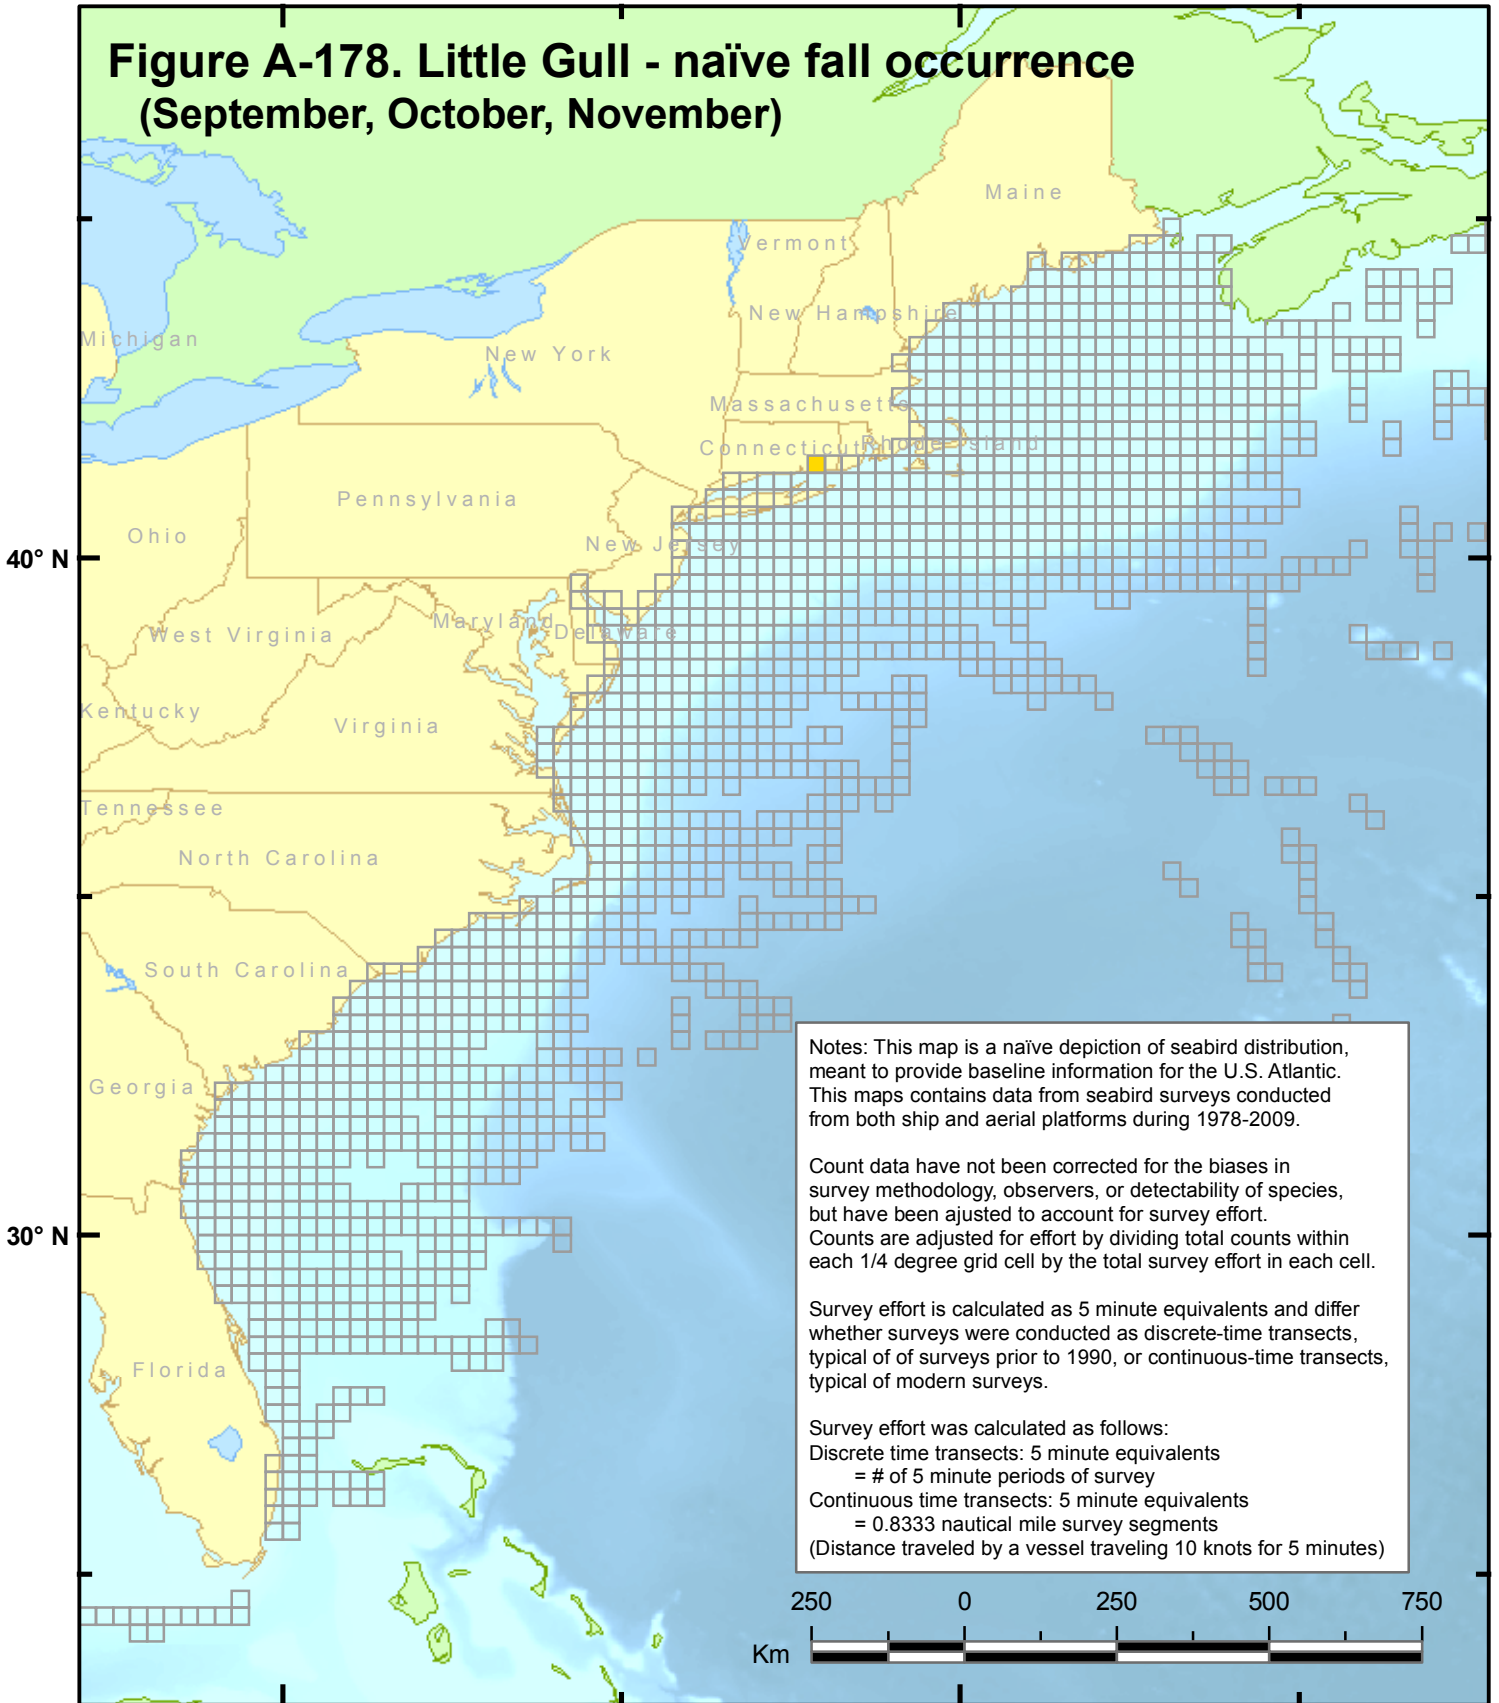 Figure A-178. Little Gull - naïve fall occurrence
(September, October, November)
Maine
Vermont
New Hampshire
Michigan
New York
Massachusetts
Connecticut
Rhode Island
Pennsylvania
Ohio
New Jersey
40° N
West Virginia
Maryland
Delaware
Kentucky
Virginia
Tennessee
North Carolina
South Carolina
Georgia
30° N
Florida
Notes: This map is a naïve depiction of seabird distribution,
meant to provide baseline information for the U.S. Atlantic.
This maps contains data from seabird surveys conducted
from both ship and aerial platforms during 1978-2009.
Count data have not been corrected for the biases in
survey methodology, observers, or detectability of species,
but have been ajusted to account for survey effort.
Counts are adjusted for effort by dividing total counts within
each 1/4 degree grid cell by the total survey effort in each cell.
Survey effort is calculated as 5 minute equivalents and differ
whether surveys were conducted as discrete-time transects,
typical of of surveys prior to 1990, or continuous-time transects,
typical of modern surveys.
Survey effort was calculated as follows:
Discrete time transects: 5 minute equivalents
= # of 5 minute periods of survey
Continuous time transects: 5 minute equivalents
= 0.8333 nautical mile survey segments
(Distance traveled by a vessel traveling 10 knots for 5 minutes)
250 0 250 500 750
Km